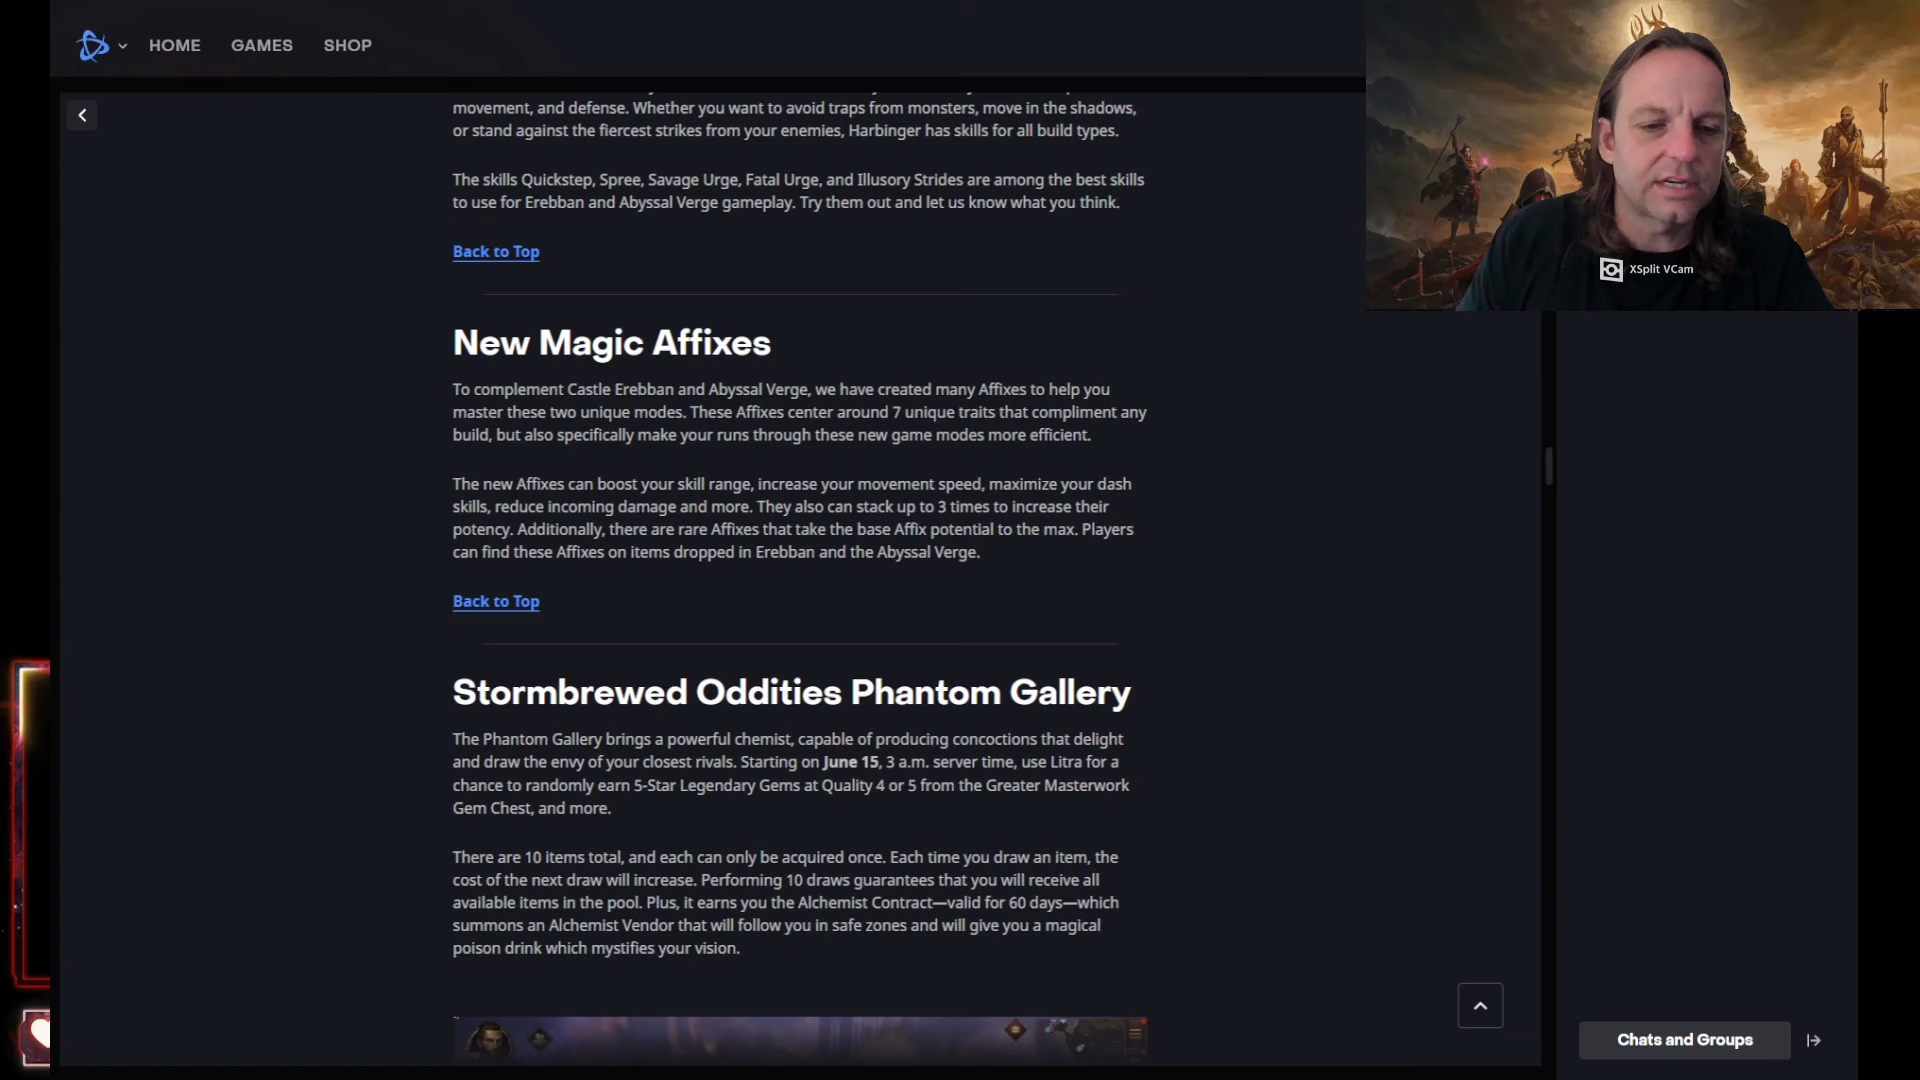 HOME GAMES SHOP
movement, and defense. Whether you want to avoid traps from monsters, move in the shadows,
or stand against the fiercest strikes from your enemies, Harbinger has skills for all build types.
The skills Quickstep, Spree, Savage Urge, Fatal Urge, and Illusory Strides are among the best skills
to use for Erebban and Abyssal Verge gameplay. Try them out and let us know what you think.
Back to Top
XSplit VCam
New Magic Affixes
To complement Castle Erebban and Abyssal Verge, we have created many Affixes to help you
master these two unique modes. These Affixes center around 7 unique traits that compliment any
build, but also specifically make your runs through these new game modes more efficient.
The new Affixes can boost your skill range, increase your movement speed, maximize your dash
skills, reduce incoming damage and more. They also can stack up to 3 times to increase their
potency. Additionally, there are rare Affixes that take the base Affix potential to the max. Players
can find these Affixes on items dropped in Erebban and the Abyssal Verge.
Back to Top
Stormbrewed Oddities Phantom Gallery
The Phantom Gallery brings a powerful chemist, capable of producing concoctions that delight
and draw the envy of your closest rivals. Starting on June 15, 3 a.m. server time, use Litra for a
chance to randomly earn 5-Star Legendary Gems at Quality 4 or 5 from the Greater Masterwork
Gem Chest, and more.
There are 10 items total, and each can only be acquired once. Each time you draw an item, the
cost of the next draw will increase. Performing 10 draws guarantees that you will receive all
available items in the pool. Plus, it earns you the Alchemist Contract—valid for 60 days—which
summons an Alchemist Vendor that will follow you in safe zones and will give you a magical
poison drink which mystifies your vision.
Chats and Groups